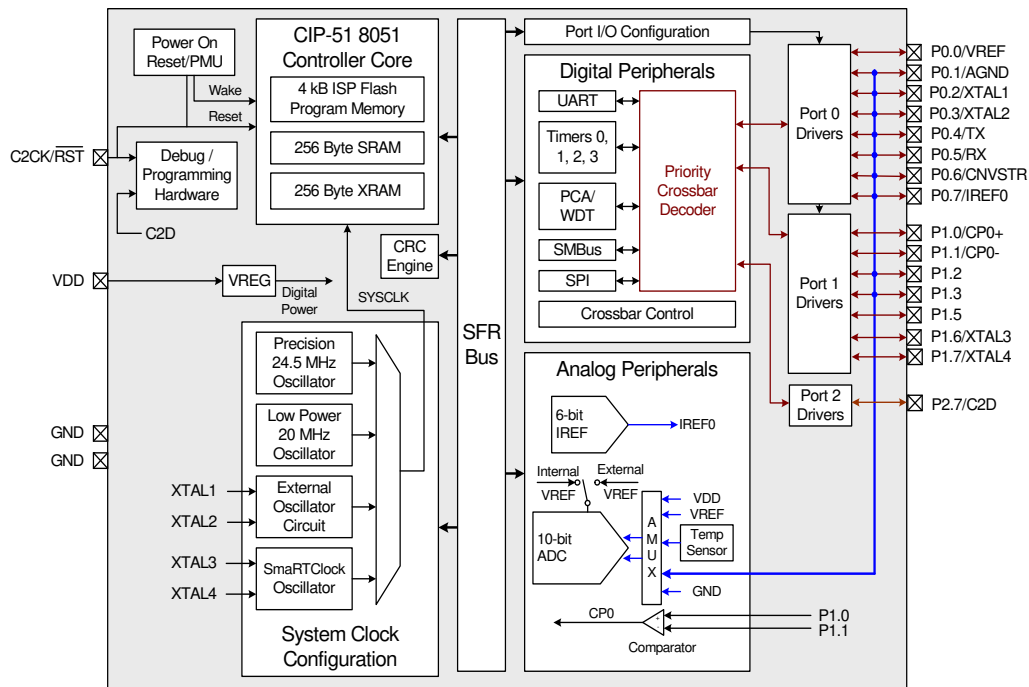 Power On
Reset/PMU
Wake
Reset
C2CK/RST
Debug /
Programming
Hardware
C2D
VDD
VREG
Digital
Power
GND
GND
XTAL1
XTAL2
XTAL3
XTAL4
CIP-51 8051
Controller Core
4 kB ISP Flash
Program Memory
256 Byte SRAM
256 Byte XRAM
CRC
Engine
SYSCLK
Precision
24.5 MHz
Oscillator
Low Power
20 MHz
Oscillator
External
Oscillator
Circuit
SmaRTClock
Oscillator
System Clock
Configuration
SFR
Bus
Port I/O Configuration
Digital Peripherals
UART
Timers 0,
1, 2, 3
PCA/
WDT
SMBus
SPI
Priority
Crossbar
Decoder
Crossbar Control
Analog Peripherals
6-bit
IREF
IREF0
Internal
VREF
External
VREF
10-bit
ADC
A
M
U
X
VDD
VREF
Temp
Sensor
GND
CP0
+
-
Comparator
P1.0
P1.1
Port 0
Drivers
Port 1
Drivers
Port 2
Drivers
P0.0/VREF
P0.1/AGND
P0.2/XTAL1
P0.3/XTAL2
P0.4/TX
P0.5/RX
P0.6/CNVSTR
P0.7/IREF0
P1.0/CP0+
P1.1/CP0-
P1.2
P1.3
P1.5
P1.6/XTAL3
P1.7/XTAL4
P2.7/C2D